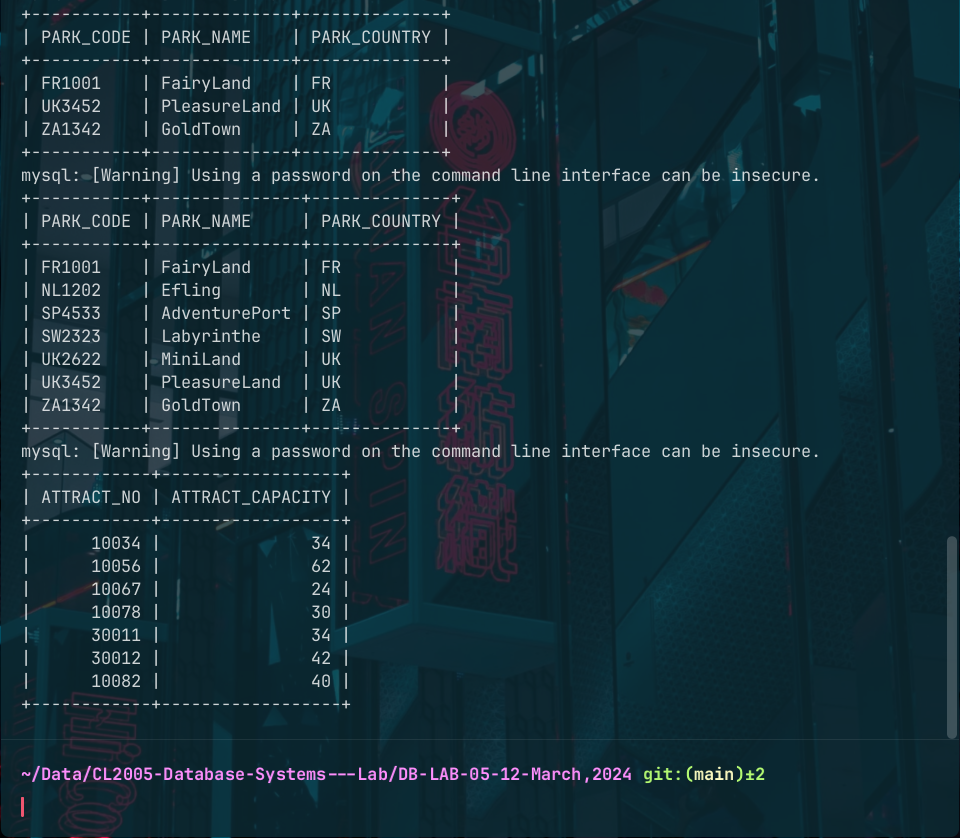 +-----------+--------------+--------------+
| PARK_CODE | PARK_NAME    | PARK_COUNTRY |
+-----------+--------------+--------------+
| FR1001    | FairyLand    | FR           |
| UK3452    | PleasureLand | UK           |
| ZA1342    | GoldTown     | ZA           |
+-----------+--------------+--------------+
mysql: [Warning] Using a password on the command line interface can be insecure.
+-----------+---------------+--------------+
| PARK_CODE | PARK_NAME     | PARK_COUNTRY |
+-----------+---------------+--------------+
| FR1001    | FairyLand     | FR           |
| NL1202    | Efling        | NL           |
| SP4533    | AdventurePort | SP           |
| SW2323    | Labyrinthe    | SW           |
| UK2622    | MiniLand      | UK           |
| UK3452    | PleasureLand  | UK           |
| ZA1342    | GoldTown      | ZA           |
+-----------+---------------+--------------+
mysql: [Warning] Using a password on the command line interface can be insecure.
+------------+------------------+
| ATTRACT_NO | ATTRACT_CAPACITY |
+------------+------------------+
|      10034 |               34 |
|      10056 |               62 |
|      10067 |               24 |
|      10078 |               30 |
|      30011 |               34 |
|      30012 |               42 |
|      10082 |               40 |
+------------+------------------+
~/Data/CL2005-Database-Systems---Lab/DB-LAB-05-12-March,2024 git:(main)±2